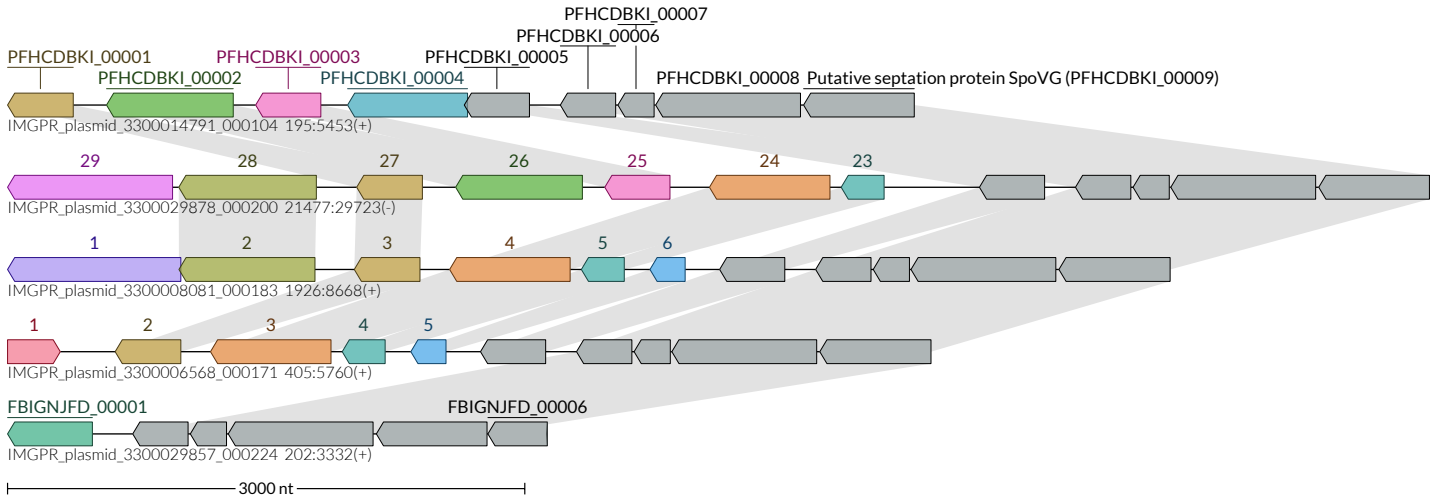 PFHCDBKI_00007
PFHCDBKI_00006
PFHCDBKI_00001 PFHCDBKI_00003 PFHCDBKI_00005
PFHCDBKI_00002 PFHCDBKI_00004 PFHCDBKI_00008 Putative septation protein SpoVG (PFHCDBKI_00009)
IMGPR_plasmid_3300014791_000104 195:5453(+)
29 28 27 26 25 24 23
IMGPR_plasmid_3300029878_000200 21477:29723(-)
1 2 3 4 5 6
IMGPR_plasmid_3300008081_000183 1926:8668(+)
1 2 3 4 5
IMGPR_plasmid_3300006568_000171 405:5760(+)
FBIGNJFD_00001 FBIGNJFD_00006
IMGPR_plasmid_3300029857_000224 202:3332(+)
3000 nt